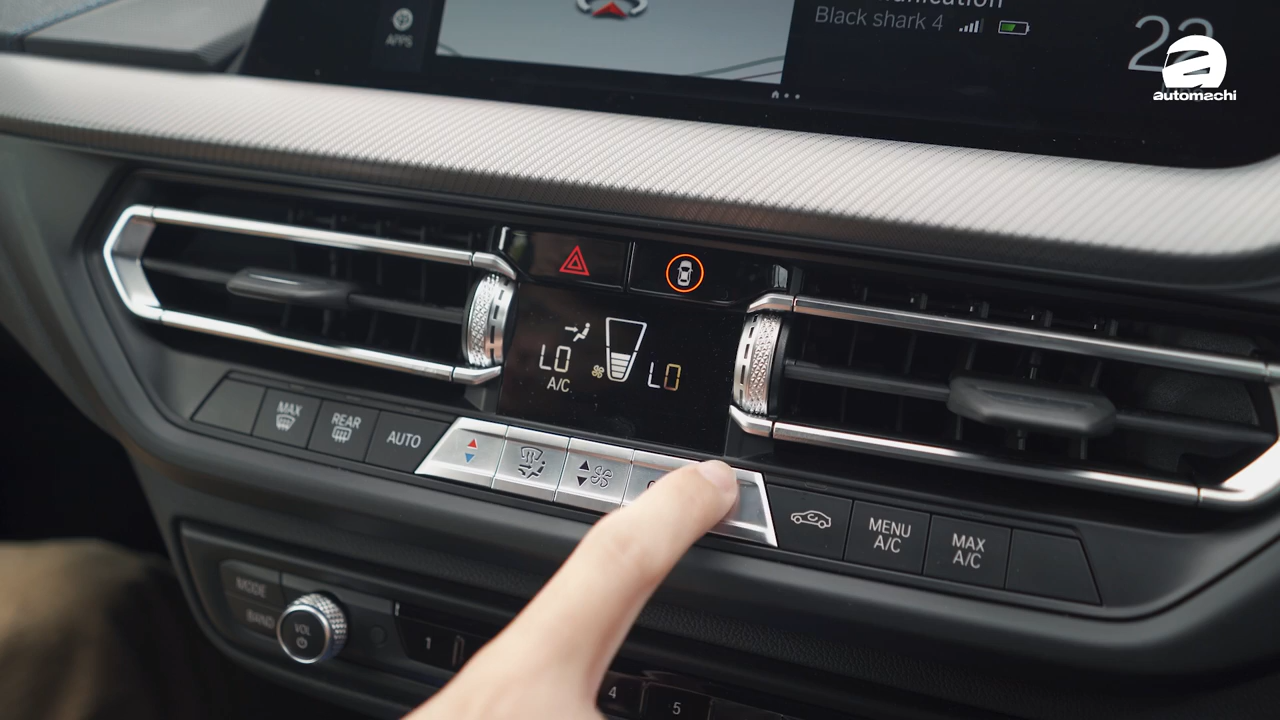 APPS
Black shark 4
22
automachi
LO
A/C
LO
MAX
REAR
AUTO
MENU
A/C
MAX
A/C
MODE
BAND
VOL
1
4
5